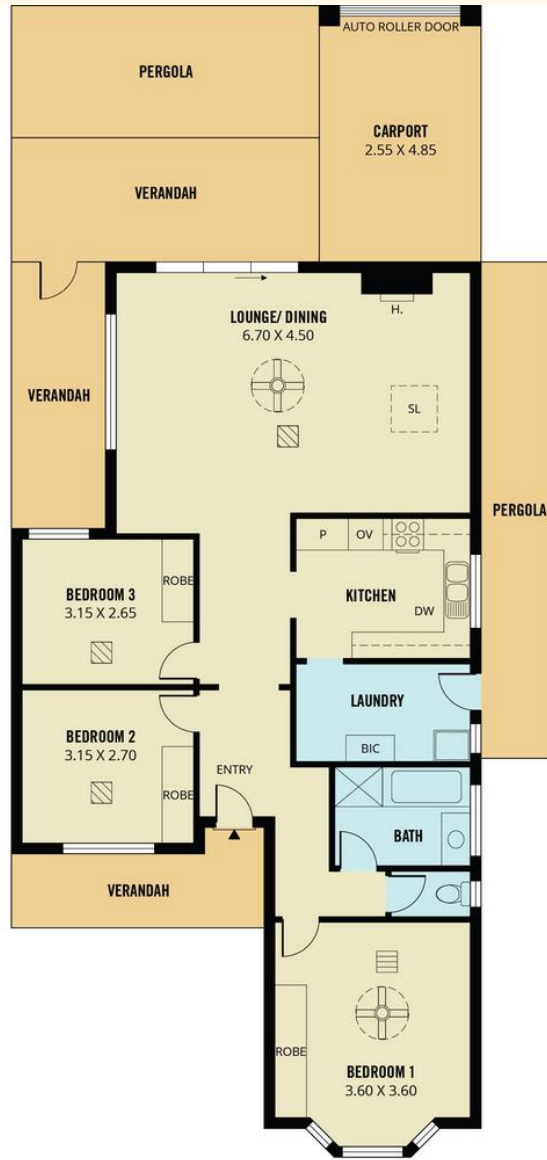 AUTO ROLLER DOOR
PERGOLA
CARPORT
2.55 X 4.85
VERANDAH
H.
LOUNGE/ DINING
6.70 X 4.50
VERANDAH
SL
PERGOLA
P
OV
ROBE
BEDROOM 3
3.15 X 2.65
KITCHEN
DW
LAUNDRY
BEDROOM 2
3.15 X 2.70
BIC
ENTRY
ROBE
BATH
VERANDAH
ROBE
BEDROOM 1
3.60 X 3.60